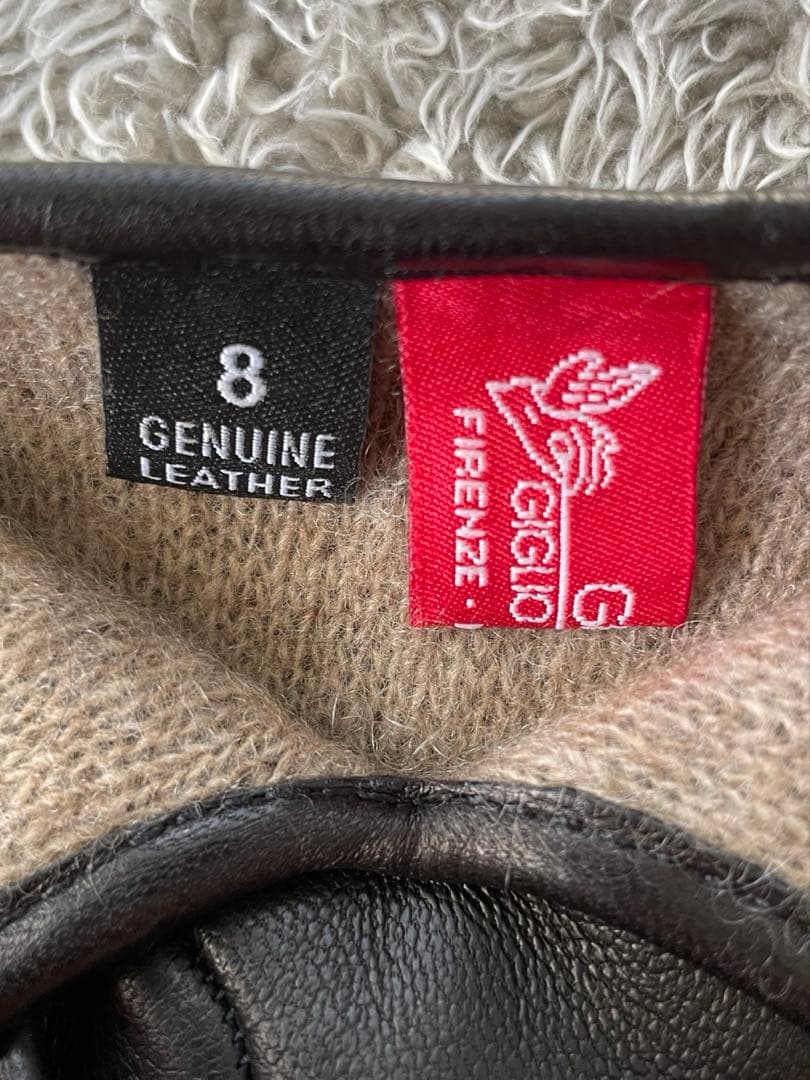 8
GENUINE
LEATHER
GIGLIO
FIRENZE ·